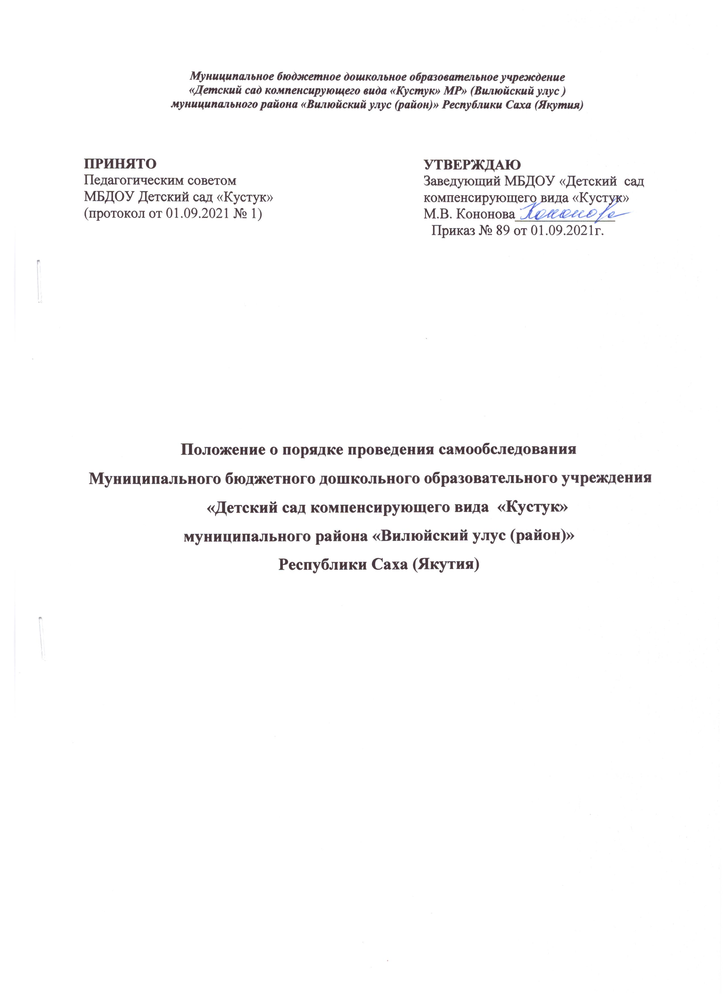 Муниципальное бюджетное дошкольное образовательное учреждение
«Детский сад компенсирующего вида «Кустук» МР» (Вилюйский улус )
муниципального района «Вилюйский улус (район)» Республики Саха (Якутия)
ПРИНЯТО
Педагогическим советом
МБДОУ Детский сад «Кустук»
(протокол от 01.09.2021 № 1)
УТВЕРЖДАЮ
Заведующий МБДОУ «Детский сад
компенсирующего вида «Кустук»
М.В. Кононова Кононова
Приказ № 89 от 01.09.2021г.
Положение о порядке проведения самообследования
Муниципального бюджетного дошкольного образовательного учреждения
«Детский сад компенсирующего вида «Кустук»
муниципального района «Вилюйский улус (район)»
Республики Саха (Якутия)